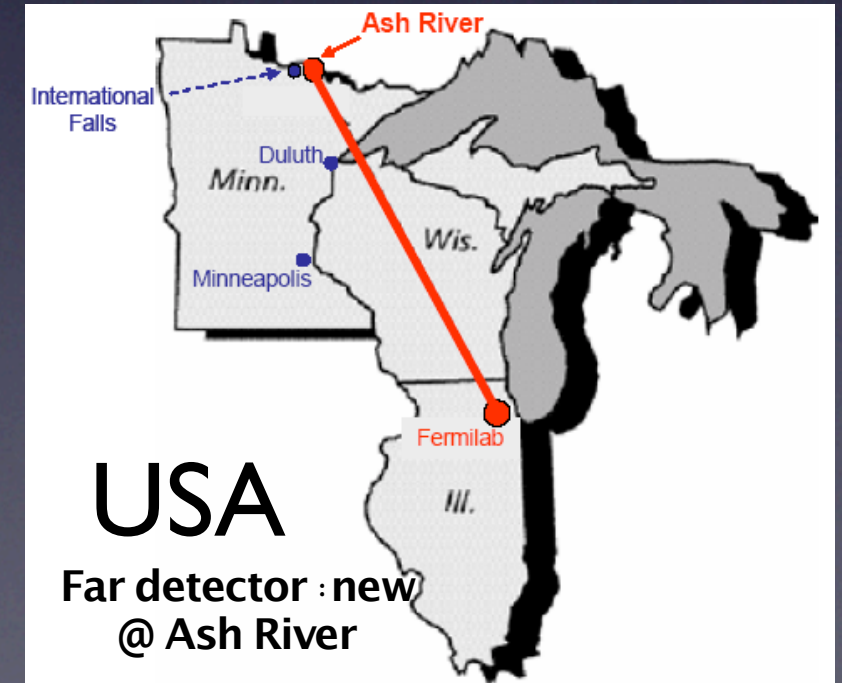 Ash River
International
Falls
Duluth
Minn.
Wis.
Minneapolis
Fermilab
Ill.
USA
Far detector : new
@ Ash River